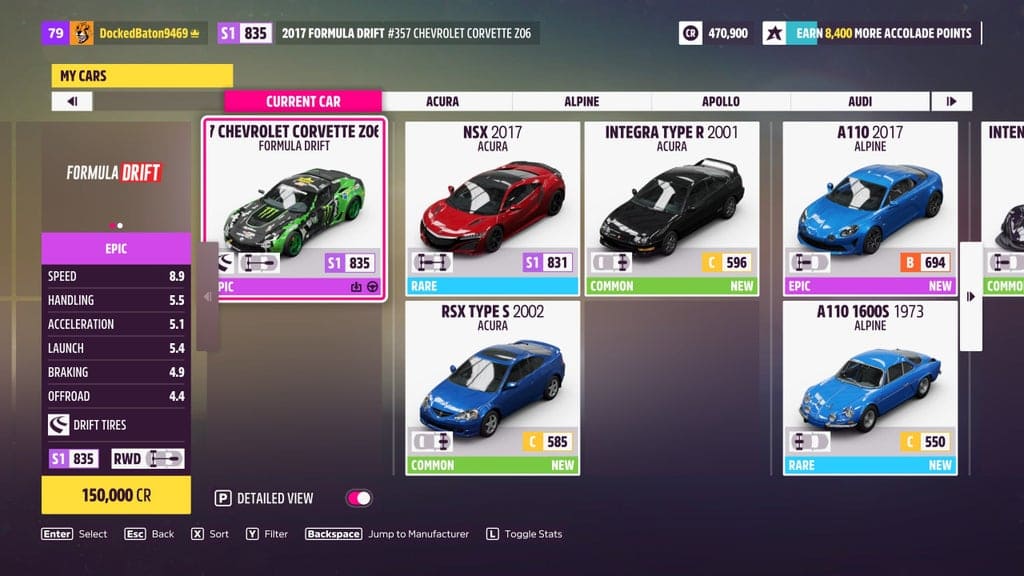 79 DockedBaton9469 S1 835 2017 FORMULA DRIFT #357 CHEVROLET CORVETTE Z06 CR 470,900 EARN 8,400 MORE ACCOLADE POINTS
MY CARS
CURRENT CAR ACURA ALPINE APOLLO AUDI
FORMULA DRIFT
EPIC
SPEED 8.9
HANDLING 5.5
ACCELERATION 5.1
LAUNCH 5.4
BRAKING 4.9
OFFROAD 4.4
DRIFT TIRES
S1 835 RWD
150,000 CR
7 CHEVROLET CORVETTE Z06
FORMULA DRIFT
S1 835
PIC
NSX 2017
ACURA
S1 831
RARE
INTEGRA TYPE R 2001
ACURA
C 596
COMMON NEW
RSX TYPE S 2002
ACURA
C 585
COMMON NEW
A110 2017
ALPINE
B 694
EPIC NEW
A110 1600S 1973
ALPINE
C 550
RARE NEW
INTEN
COMMO
P DETAILED VIEW
Enter Select Esc Back X Sort Y Filter Backspace Jump to Manufacturer L Toggle Stats